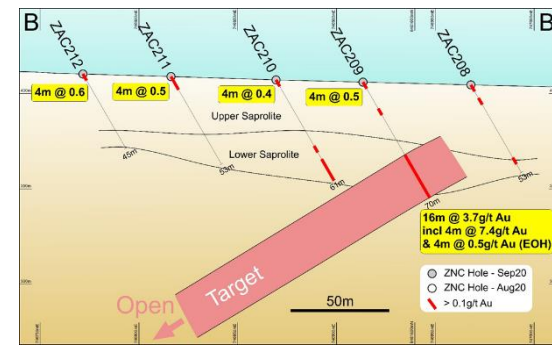 B
B
ZAC212
ZAC211
ZAC210
ZAC209
ZAC208
4m @ 0.6
4m @ 0.5
4m @ 0.4
4m @ 0.5
Upper Saprolite
Lower Saprolite
45m
53m
61m
70m
53m
16m @ 3.7g/t Au
incl 4m @ 7.4g/t Au
& 4m @ 0.5g/t Au (EOH)
Target
Open
50m
ZNC Hole - Sep20
ZNC Hole - Aug20
> 0.1g/t Au